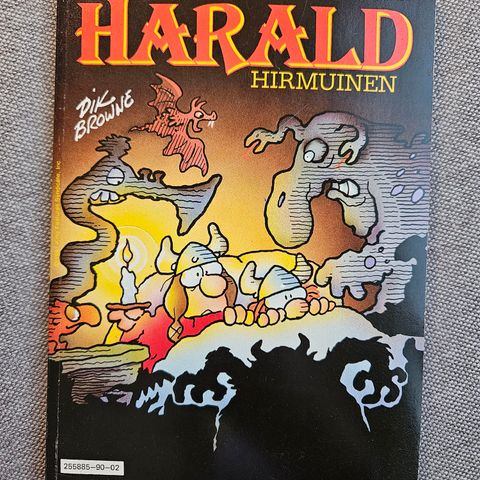 HARALD
HIRMUINEN
DIK
BROWNE
255885-90-02